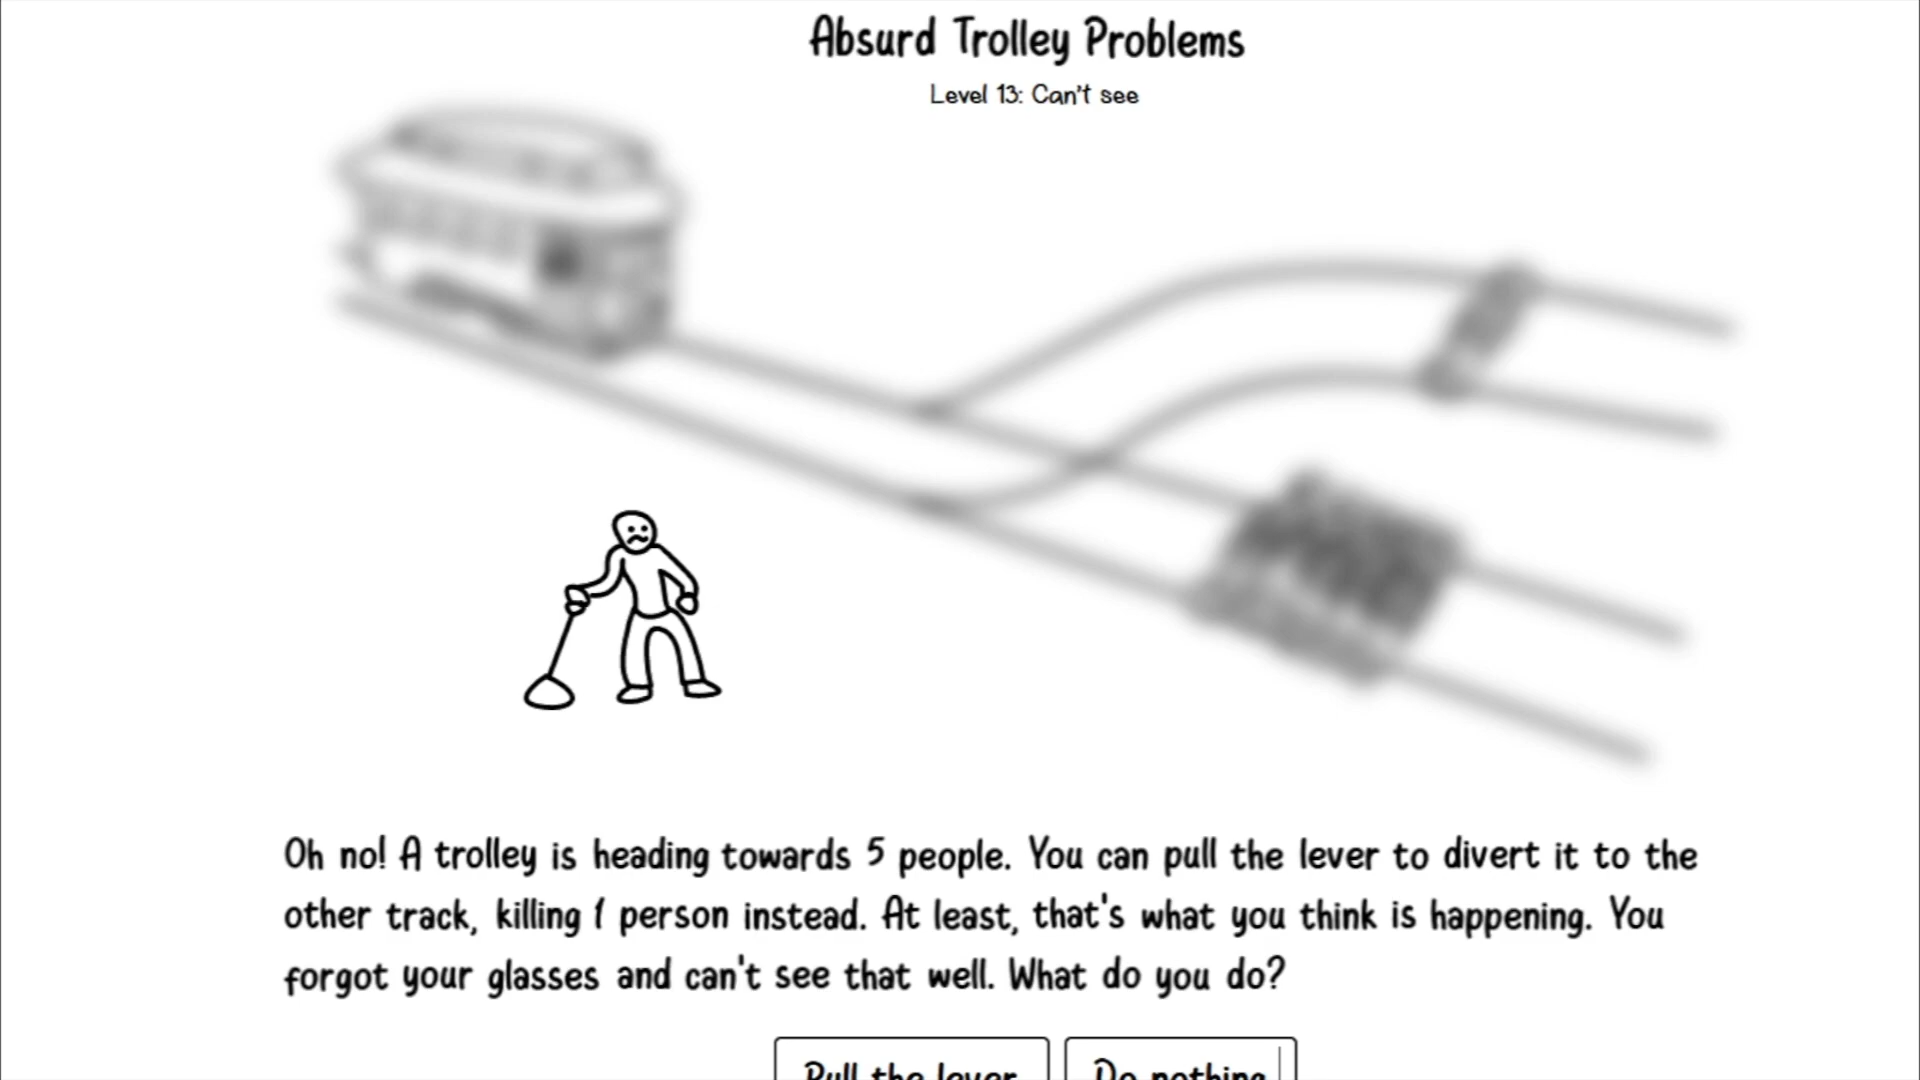 Absurd Trolley Problems
Level 13: Can't see
Oh no! A trolley is heading towards 5 people. You can pull the lever to divert it to the
other track, killing 1 person instead. At least, that's what you think is happening. You
forgot your glasses and can't see that well. What do you do?
Pull the lever
Do nothing